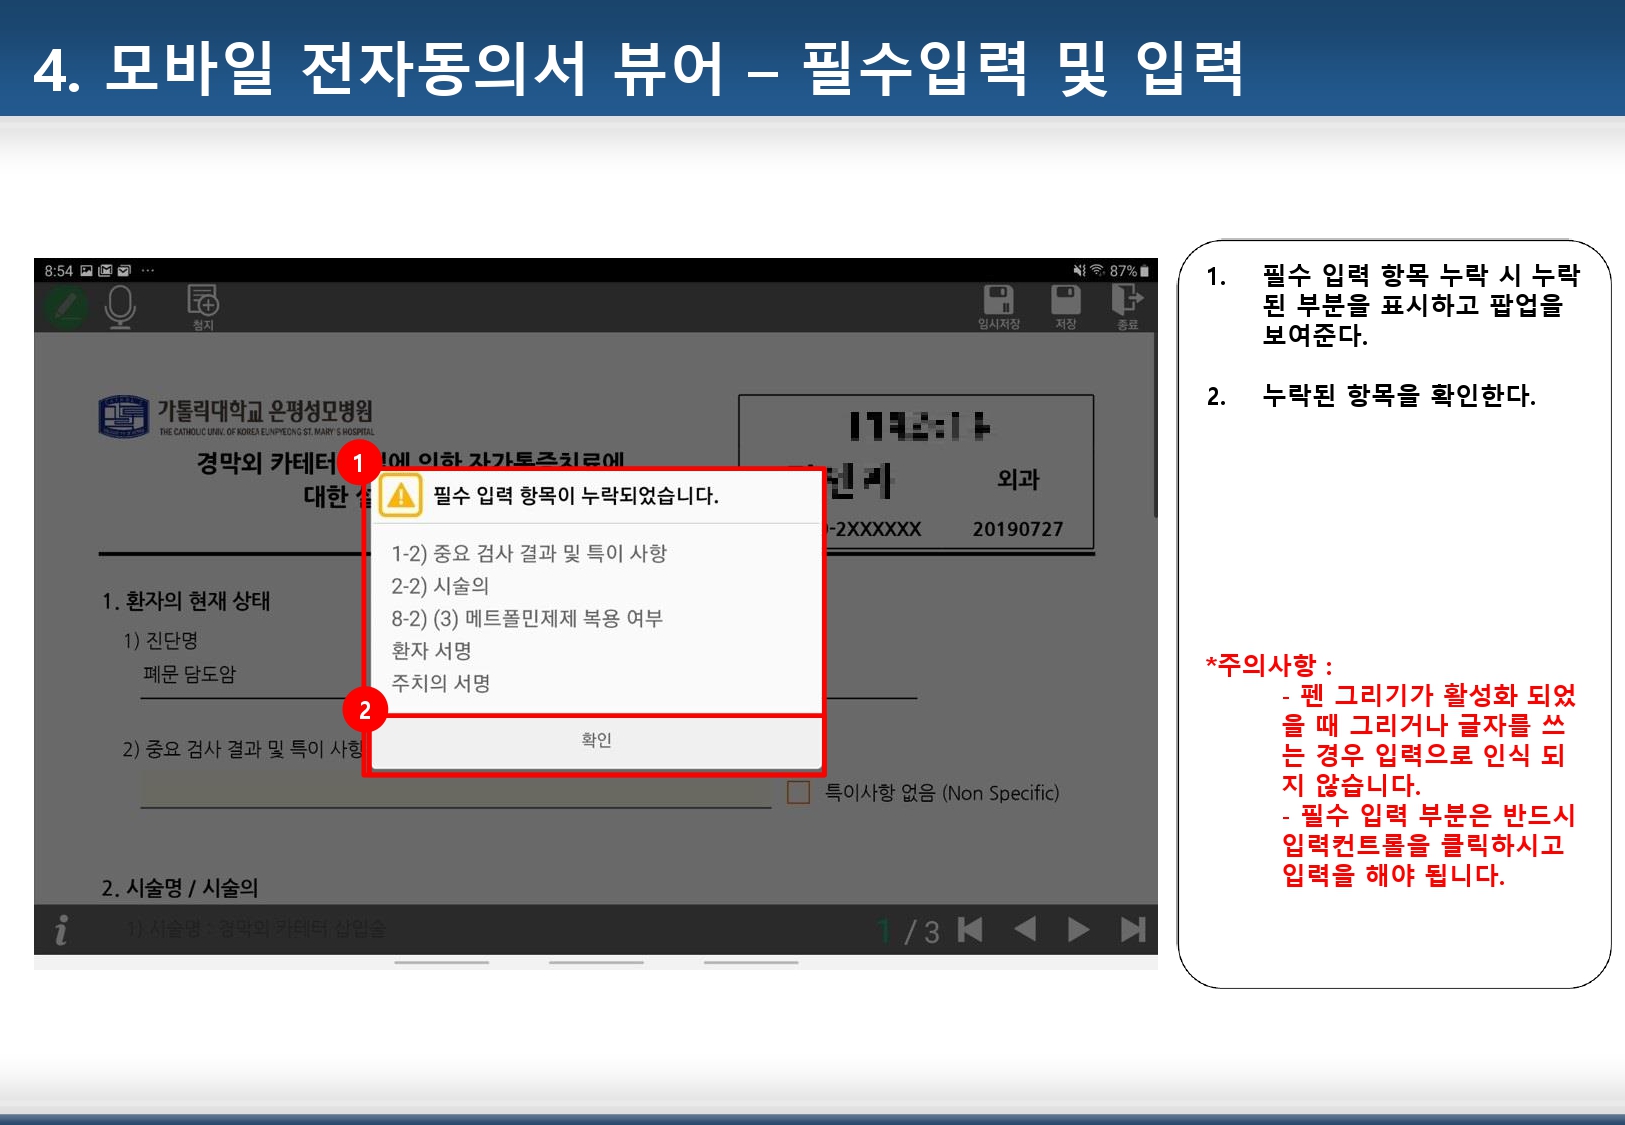 4. 모바일 전자동의서 뷰어 – 필수입력 및 입력
8:54
87%
첨지
임시저장
저장
종료
가톨릭대학교 은평성모병원
THE CATHOLIC UNIV. OF KOREA EUNPYEONG ST. MARY'S HOSPITAL
경막외 카테터
에 의한 자가통증치료에
대한
외과
-2XXXXXX
20190727
1
필수 입력 항목이 누락되었습니다.
1-2) 중요 검사 결과 및 특이 사항
2-2) 시술의
8-2) (3) 메트폴민제제 복용 여부
환자 서명
주치의 서명
2
확인
1. 환자의 현재 상태
1) 진단명
폐문 담도암
2) 중요 검사 결과 및 특이 사항
특이사항 없음 (Non Specific)
2. 시술명 / 시술의
1) 시술명 : 경막외 카테터 삽입술
i
1 / 3
1. 필수 입력 항목 누락 시 누락
된 부분을 표시하고 팝업을
보여준다.
2. 누락된 항목을 확인한다.
*주의사항 :
- 펜 그리기가 활성화 되었
을 때 그리거나 글자를 쓰
는 경우 입력으로 인식 되
지 않습니다.
- 필수 입력 부분은 반드시
입력컨트롤을 클릭하시고
입력을 해야 됩니다.